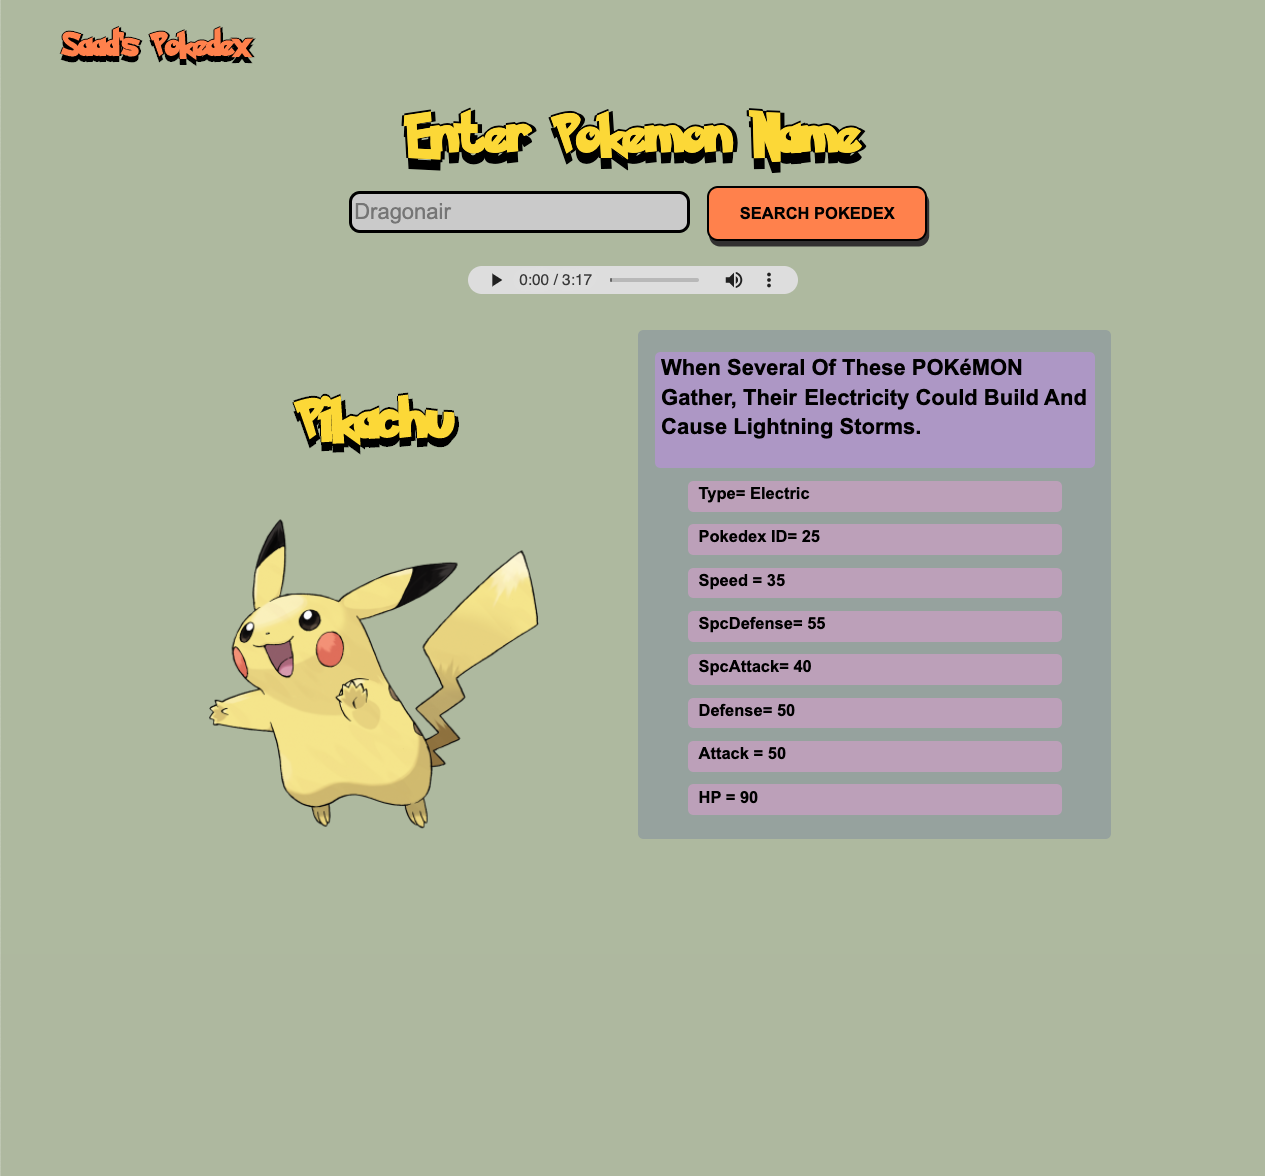 Saad's Pokedex
Enter Pokemon Name
Dragonair
SEARCH POKEDEX
0:00 / 3:17
Pikachu
When Several Of These POKéMON
Gather, Their Electricity Could Build And
Cause Lightning Storms.
Type= Electric
Pokedex ID= 25
Speed = 35
SpcDefense= 55
SpcAttack= 40
Defense= 50
Attack = 50
HP = 90